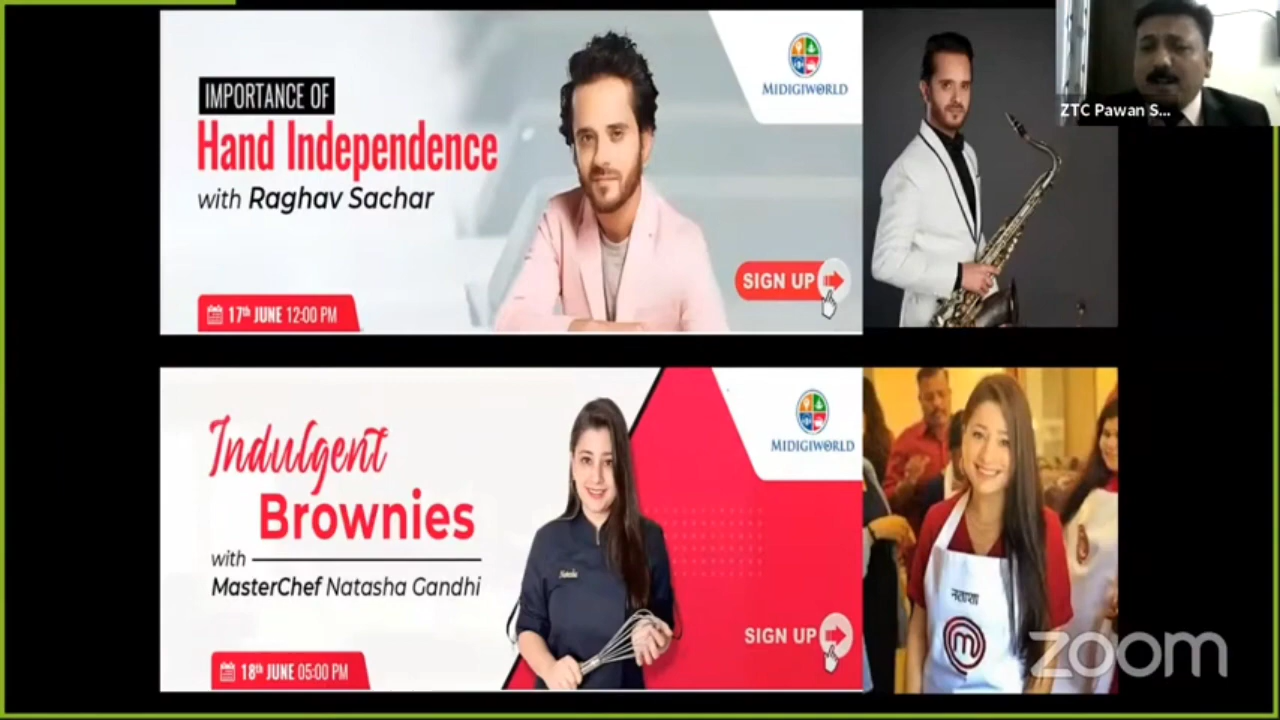 IMPORTANCE OF
Hand Independence
with Raghav Sachar
17th JUNE 12:00 PM
MIDIGIWORLD
SIGN UP
ZTC Pawan S...
Indulgent
Brownies
with
MasterChef Natasha Gandhi
18th JUNE 05:00 PM
MIDIGIWORLD
SIGN UP
Natasha
नताशा
zoom